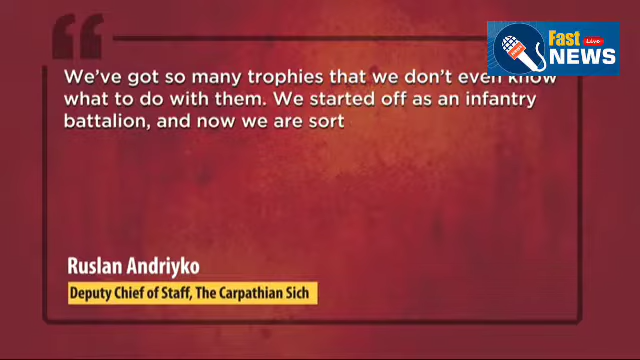 Fast
Live
NEWS
We've got so many trophies that we don't even know
what to do with them. We started off as an infantry
battalion, and now we are sort
Ruslan Andriyko
Deputy Chief of Staff, The Carpathian Sich